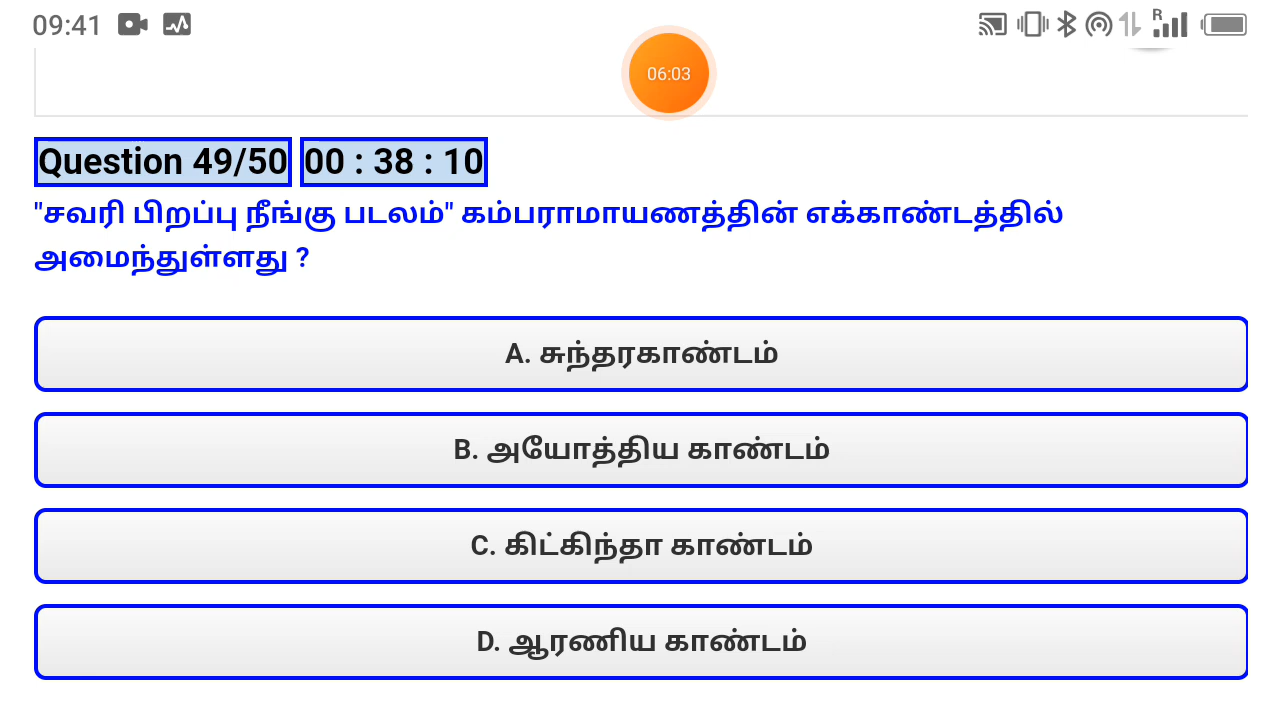 09:41
R
06:03
Question 49/50 00 : 38 : 10
"சவரி பிறப்பு நீங்கு படலம்" கம்பராமாயணத்தின் எக்காண்டத்தில்
அமைந்துள்ளது ?
A. சுந்தரகாண்டம்
B. அயோத்திய காண்டம்
C. கிட்கிந்தா காண்டம்
D. ஆரணிய காண்டம்